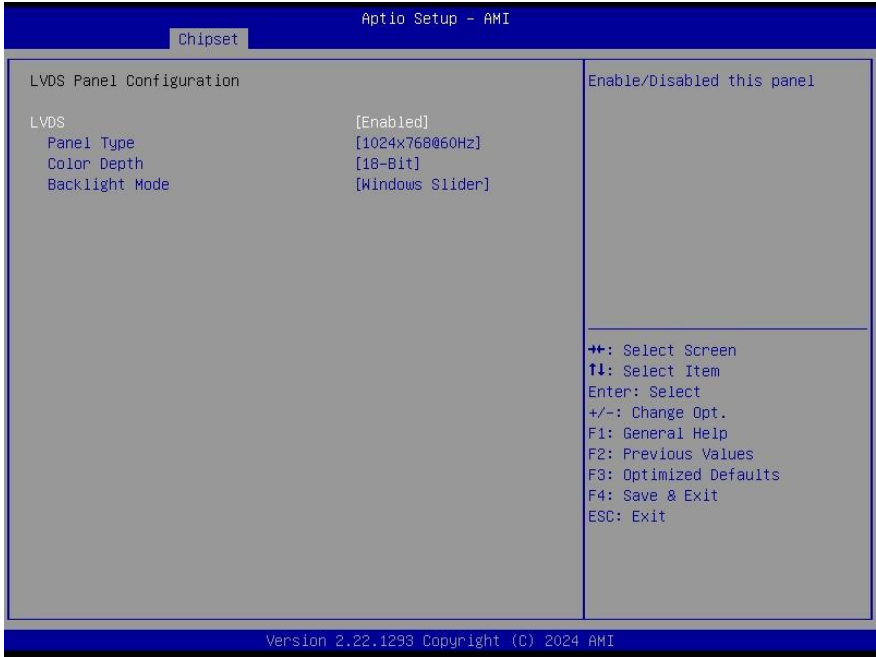 Aptio Setup - AMI
Chipset
LVDS Panel Configuration
LVDS [Enabled]
Panel Type [1024x768@60Hz]
Color Depth [18-Bit]
Backlight Mode [Windows Slider]
Enable/Disabled this panel
→←: Select Screen
↑↓: Select Item
Enter: Select
+/-: Change Opt.
F1: General Help
F2: Previous Values
F3: Optimized Defaults
F4: Save & Exit
ESC: Exit
Version 2.22.1293 Copyright (C) 2024 AMI